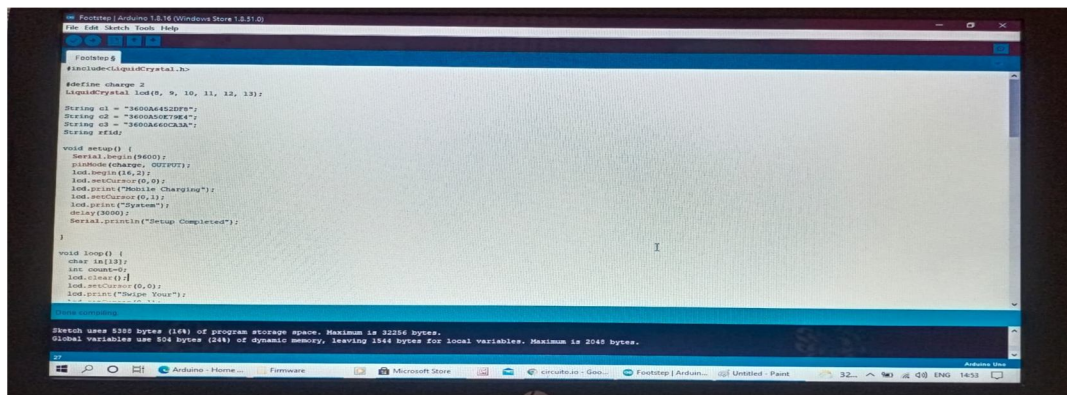 Footstep | Arduino 1.8.16 (Windows Store 1.8.51.0)
File Edit Sketch Tools Help
Footstep §
#include<LiquidCrystal.h>
#define charge 2
LiquidCrystal lcd(8, 9, 10, 11, 12, 13);
String c1 = "3600A6452DF8";
String c2 = "3600A50E79E4";
String c3 = "3600A660CA3A";
String rfid;
void setup() {
Serial.begin(9600);
pinMode(charge, OUTPUT);
lcd.begin(16,2);
lcd.setCursor(0,0);
lcd.print("Mobile Charging");
lcd.setCursor(0,1);
lcd.print("System");
delay(3000);
Serial.println("Setup Completed");
}
void loop() {
char in[13];
int count=0;
lcd.clear();
lcd.setCursor(0,0);
lcd.print("Swipe Your");
Done compiling.
Sketch uses 5388 bytes (16%) of program storage space. Maximum is 32256 bytes.
Global variables use 504 bytes (24%) of dynamic memory, leaving 1544 bytes for local variables. Maximum is 2048 bytes.
27
Arduino Uno
Arduino - Home ... Firmware Microsoft Store circuito.io - Goo... Footstep | Arduin... Untitled - Paint 32... ENG 14:53